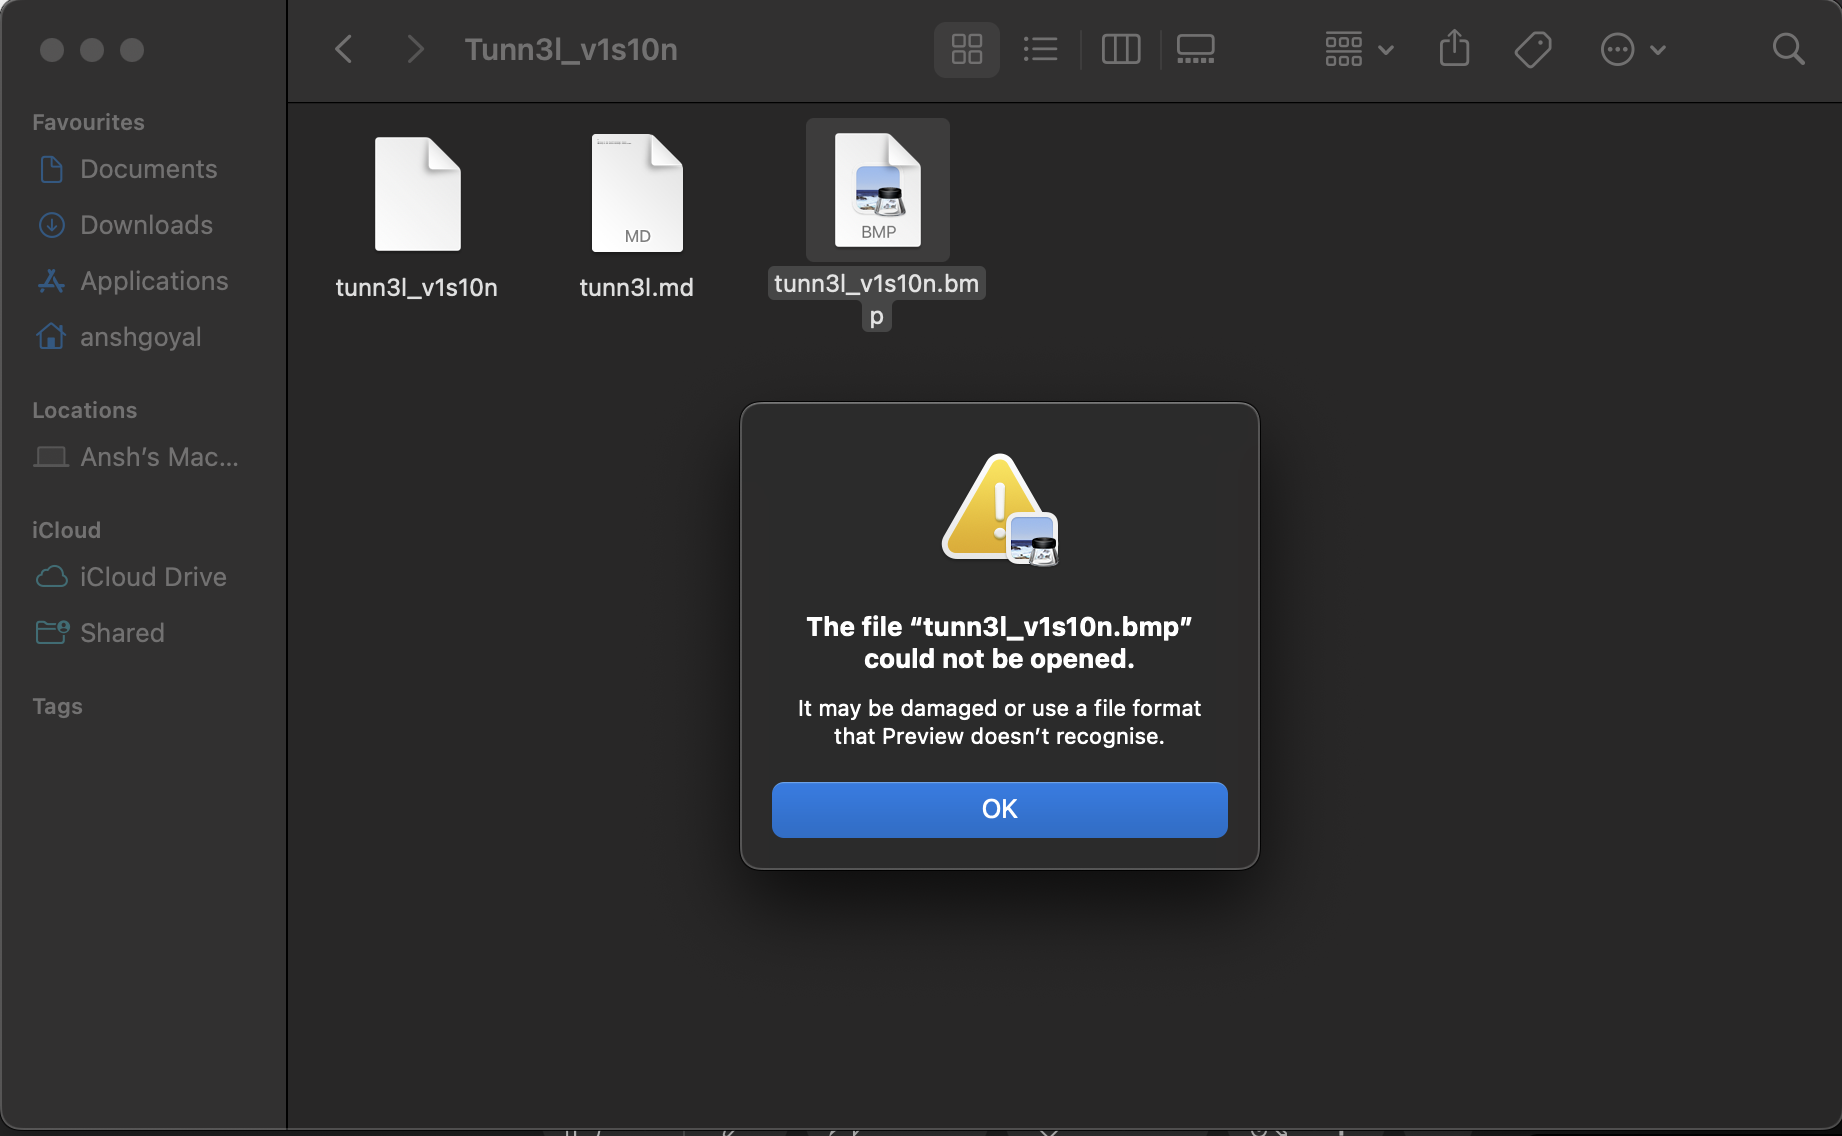 Tunn3l_v1s10n
Favourites
Documents
Downloads
Applications
anshgoyal
Locations
Ansh's Mac...
iCloud
iCloud Drive
Shared
Tags
MD
BMP
tunn3l_v1s10n
tunn3l.md
tunn3l_v1s10n.bm
p
The file “tunn3l_v1s10n.bmp”
could not be opened.
It may be damaged or use a file format
that Preview doesn’t recognise.
OK